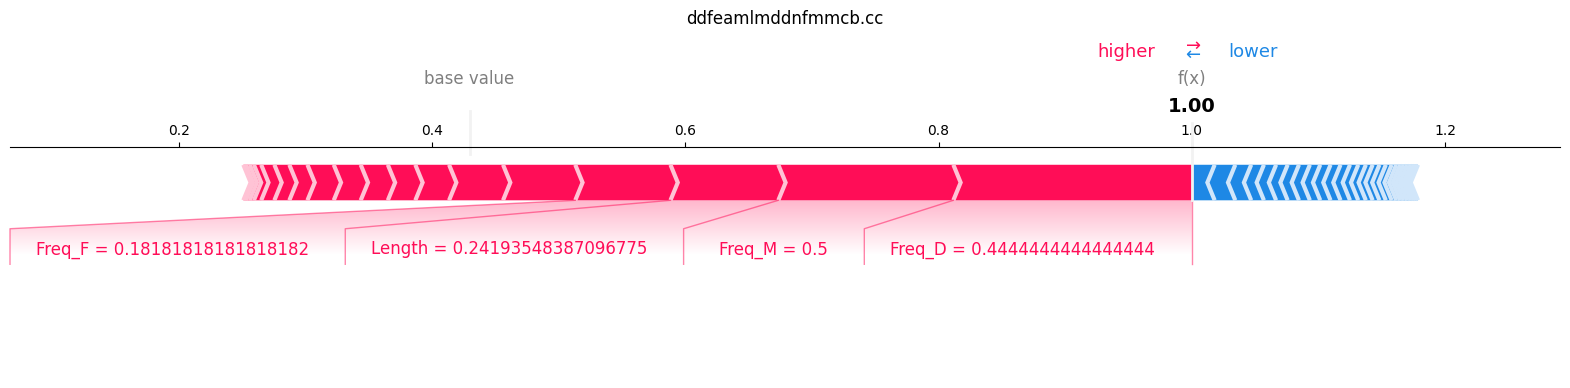 ddfeamlmddnfmmcb.cc
higher → ← lower
base value
f(x)
1.00
0.2 0.4 0.6 0.8 1.0 1.2
Freq_F = 0.18181818181818182 Length = 0.24193548387096775 Freq_M = 0.5 Freq_D = 0.4444444444444444